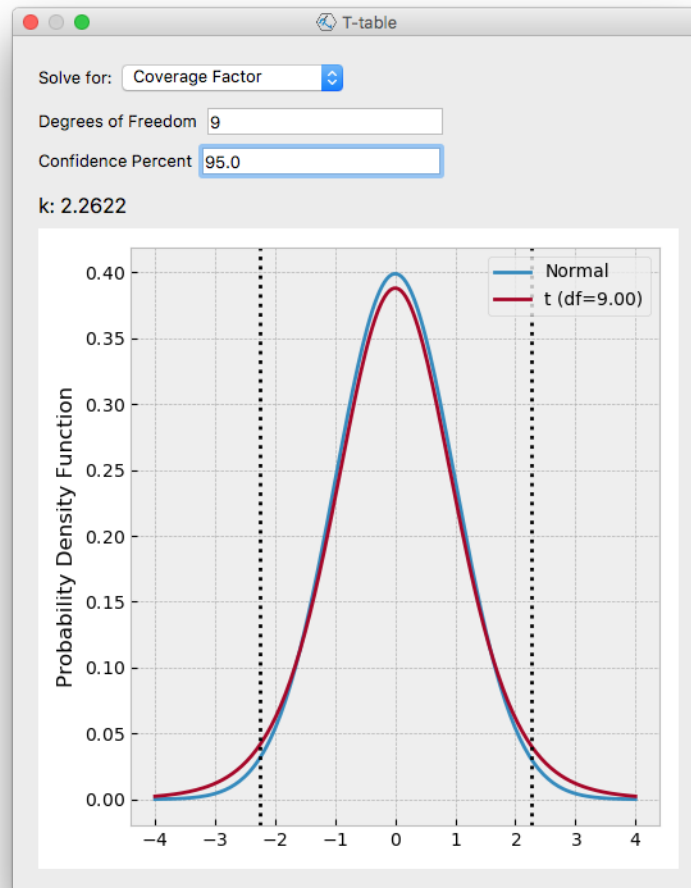 T-table
Solve for: Coverage Factor
Degrees of Freedom 9
Confidence Percent 95.0
k: 2.2622
Normal
t (df=9.00)
Probability Density Function
0.40
0.35
0.30
0.25
0.20
0.15
0.10
0.05
0.00
−4 −3 −2 −1 0 1 2 3 4